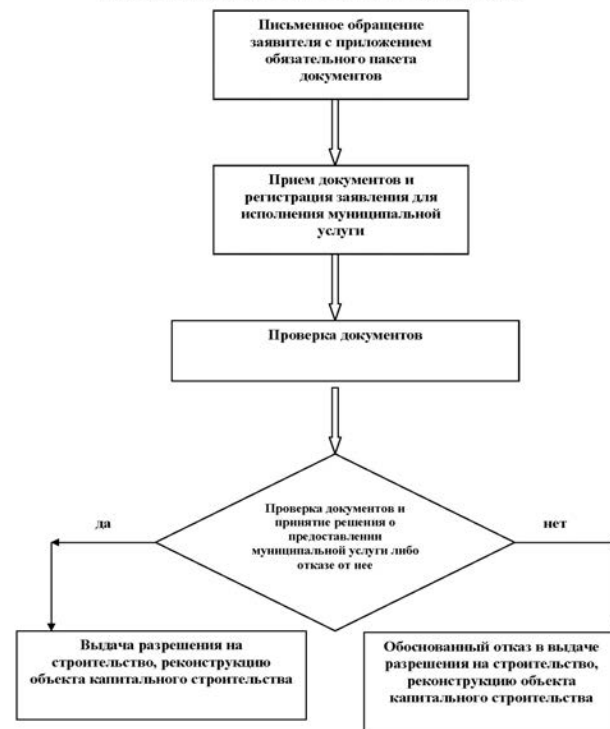 Письменное обращение
заявителя с приложением
обязательного пакета
документов
Прием документов и
регистрация заявления для
исполнения муниципальной
услуги
Проверка документов
Проверка документов и
принятие решения о
предоставлении
муниципальной услуги либо
отказе от нее
да
нет
Выдача разрешения на
строительство, реконструкцию
объекта капитального строительства
Обоснованный отказ в выдаче
разрешения на строительство,
реконструкцию объекта
капитального строительства